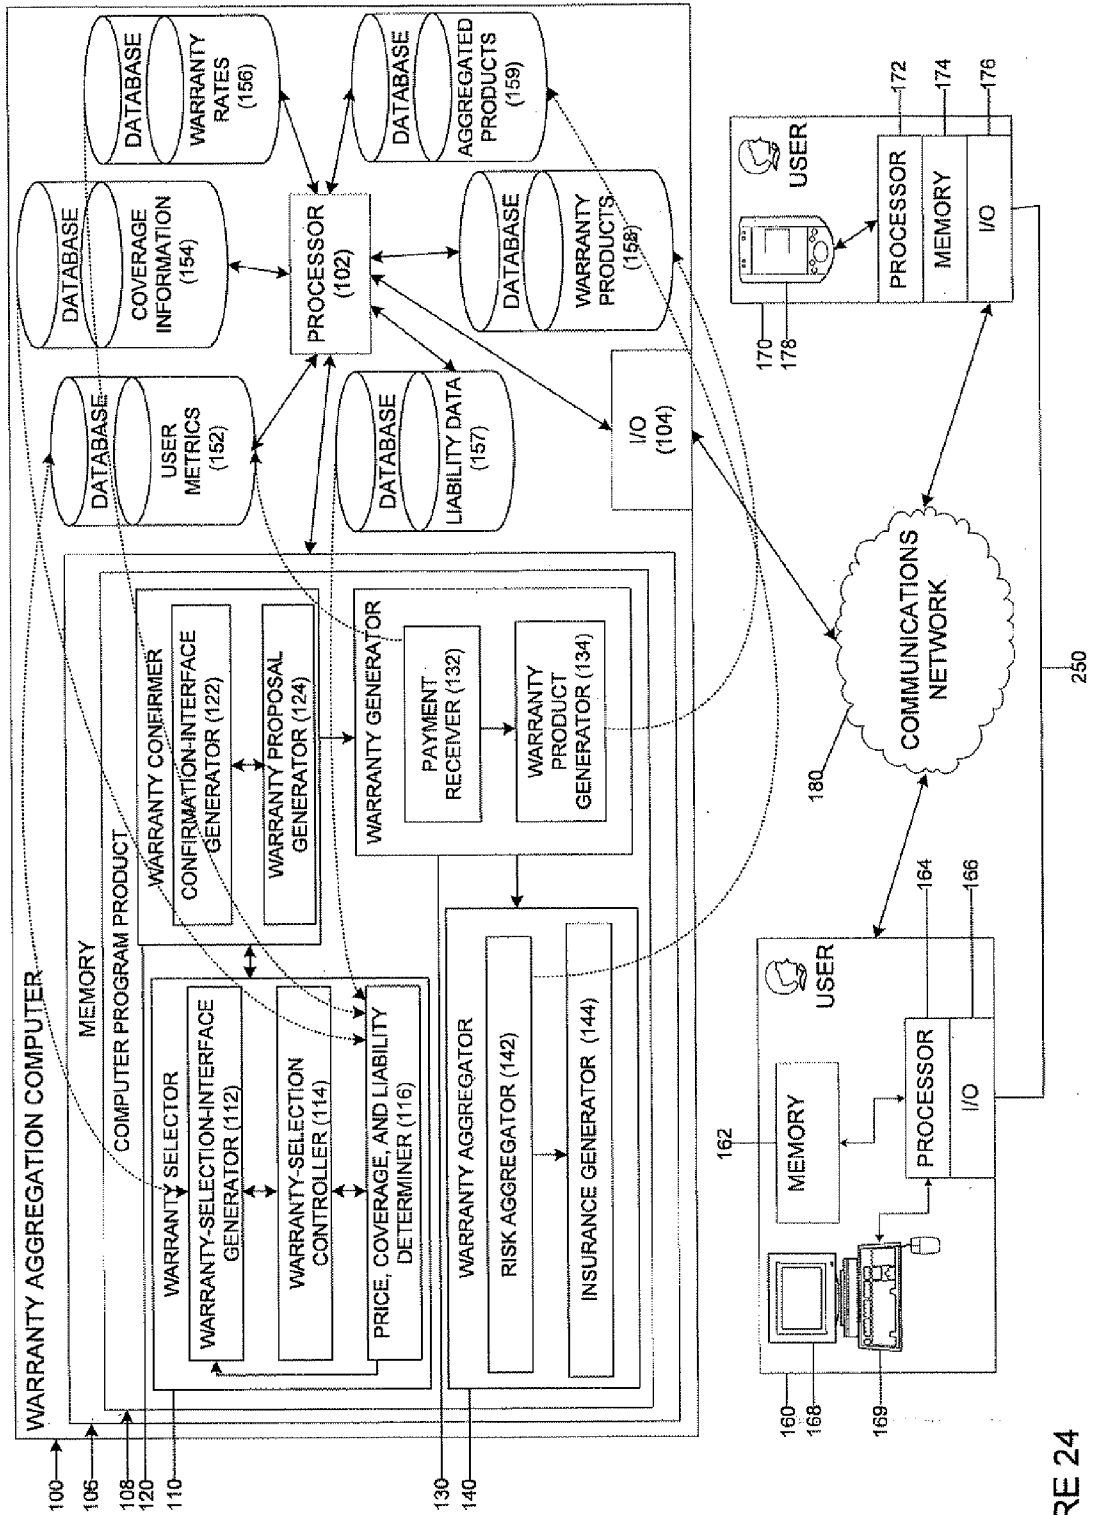 WARRANTY AGGREGATION COMPUTER
MEMORY
COMPUTER PROGRAM PRODUCT
WARRANTY SELECTOR
WARRANTY-SELECTION-INTERFACE
GENERATOR (112)
WARRANTY-SELECTION
CONTROLLER (114)
PRICE, COVERAGE, AND LIABILITY
DETERMINER (116)
WARRANTY CONFIRMER
CONFIRMATION-INTERFACE
GENERATOR (122)
WARRANTY PROPOSAL
GENERATOR (124)
WARRANTY GENERATOR
PAYMENT
RECEIVER (132)
WARRANTY
PRODUCT
GENERATOR (134)
WARRANTY AGGREGATOR
RISK AGGREGATOR (142)
INSURANCE GENERATOR (144)
DATABASE
USER
METRICS
(152)
DATABASE
COVERAGE
INFORMATION
(154)
DATABASE
WARRANTY
RATES
(156)
DATABASE
LIABILITY DATA
(157)
PROCESSOR
(102)
DATABASE
WARRANTY
PRODUCTS
(158)
DATABASE
AGGREGATED
PRODUCTS
(159)
I/O
(104)
100
106
108
120
110
130
140
COMMUNICATIONS
NETWORK
180
250
USER
MEMORY
PROCESSOR
I/O
160
168
169
162
164
166
USER
PROCESSOR
MEMORY
I/O
170
178
172
174
176
RE 24